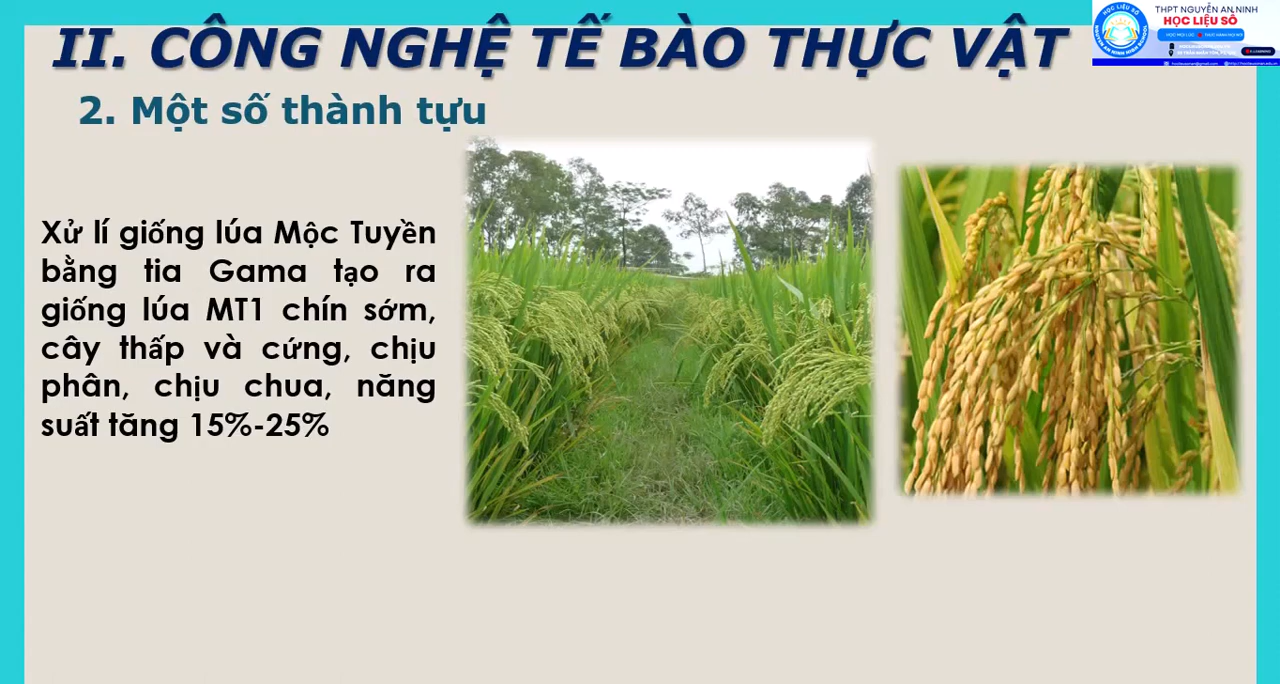 II. CÔNG NGHỆ TẾ BÀO THỰC VẬT
THPT NGUYỄN AN NINH
HỌC LIỆU SỐ
2. Một số thành tựu
Xử lí giống lúa Mộc Tuyền
bằng tia Gama tạo ra
giống lúa MT1 chín sớm,
cây thấp và cứng, chịu
phân, chịu chua, năng
suất tăng 15%-25%